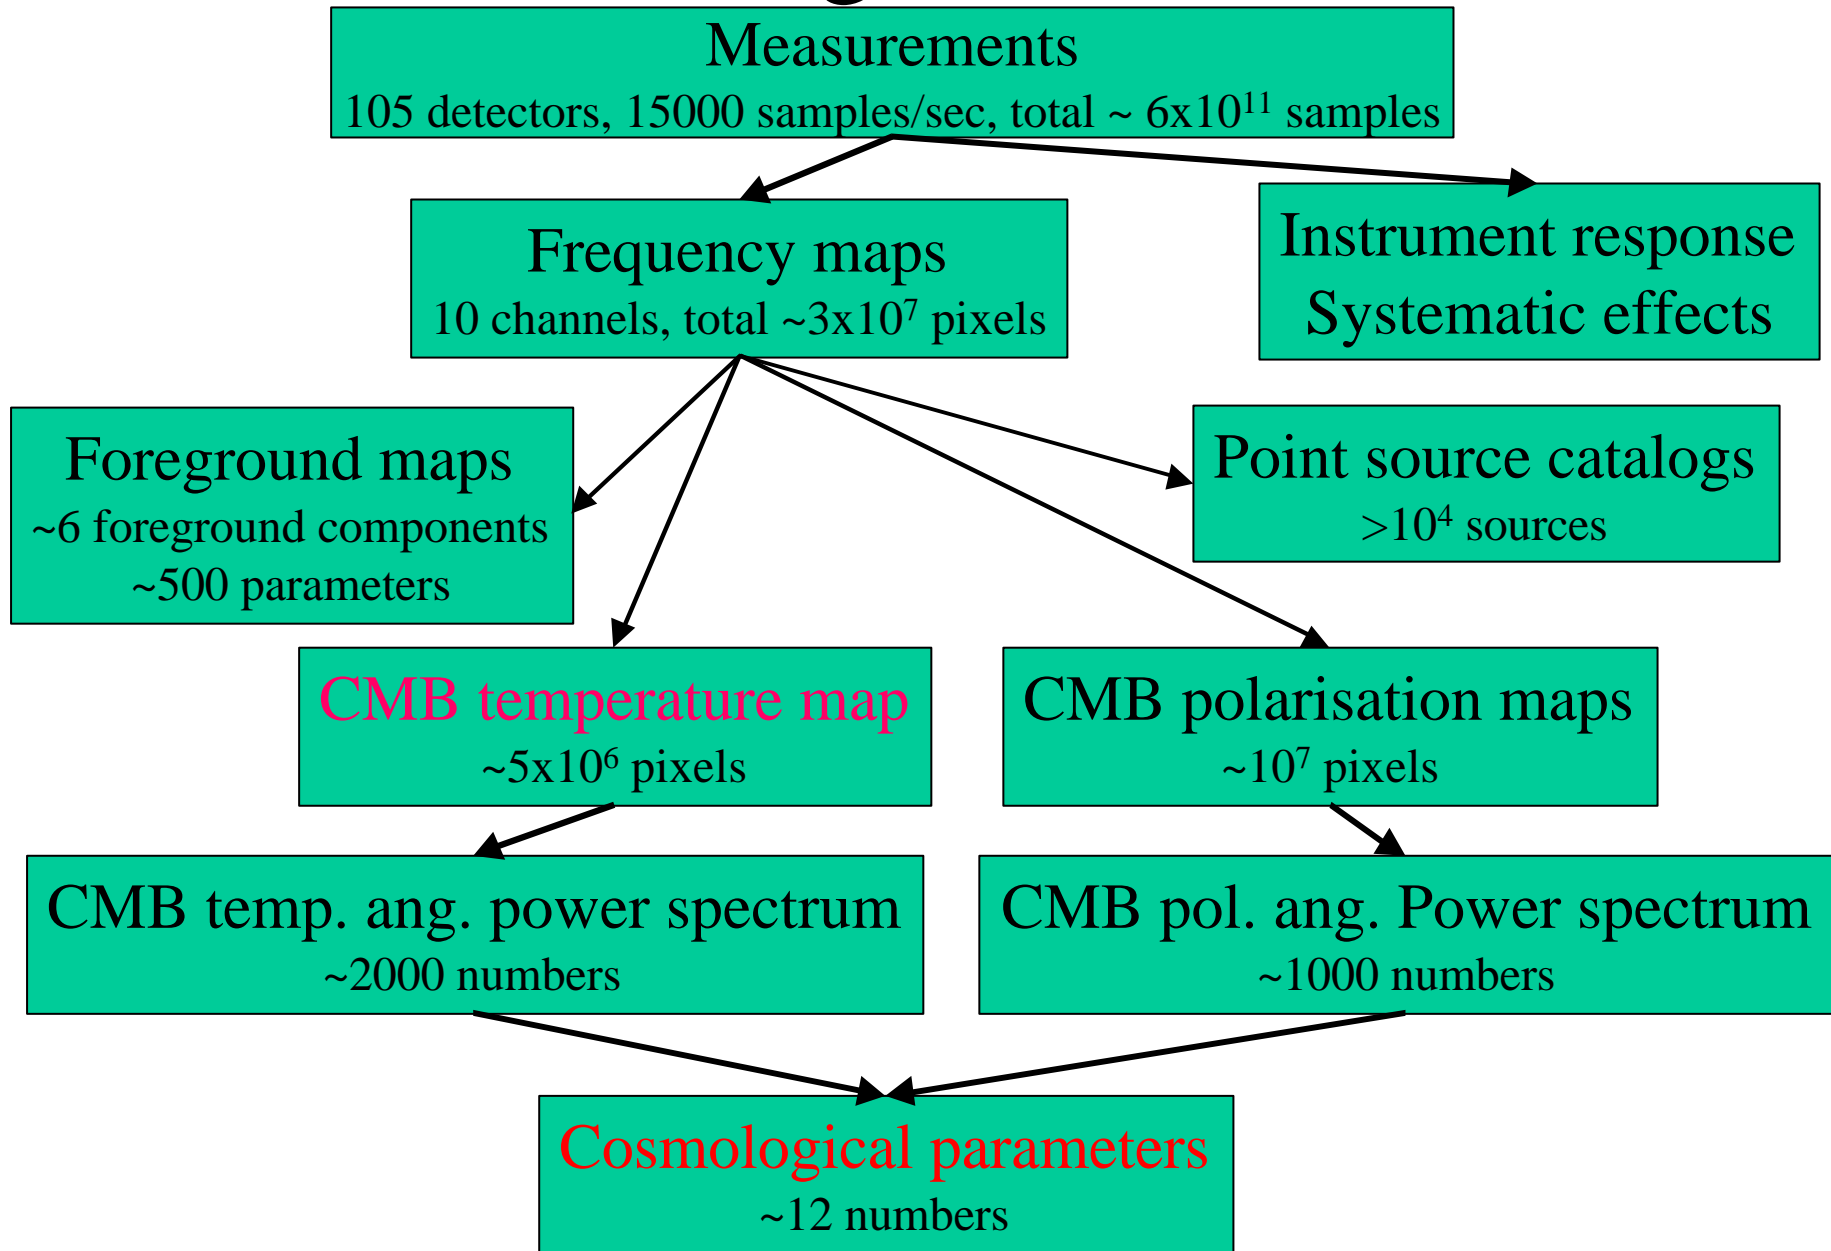 Measurements
105 detectors, 15000 samples/sec, total ~ 6x10¹¹ samples
Frequency maps
10 channels, total ~3x10⁷ pixels
Instrument response
Systematic effects
Foreground maps
~6 foreground components
~500 parameters
Point source catalogs
>10⁴ sources
CMB temperature map
~5x10⁶ pixels
CMB polarisation maps
~10⁷ pixels
CMB temp. ang. power spectrum
~2000 numbers
CMB pol. ang. Power spectrum
~1000 numbers
Cosmological parameters
~12 numbers